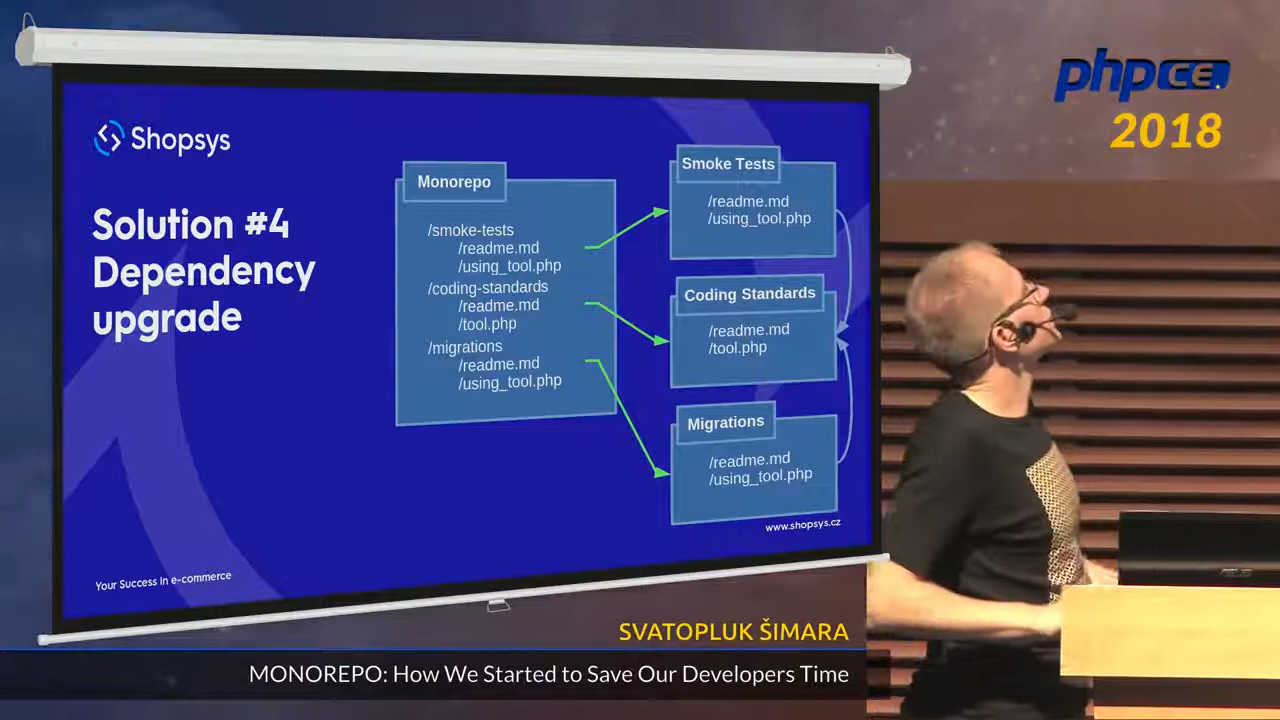 Shopsys
Solution #4
Dependency
upgrade
Monorepo
/smoke-tests
/readme.md
/using_tool.php
/coding-standards
/readme.md
/tool.php
/migrations
/readme.md
/using_tool.php
Smoke Tests
/readme.md
/using_tool.php
Coding Standards
/readme.md
/tool.php
Migrations
/readme.md
/using_tool.php
www.shopsys.cz
Your Success in e-commerce
phpce.
2018
ASUS
SVATOPLUK ŠIMARA
MONOREPO: How We Started to Save Our Developers Time